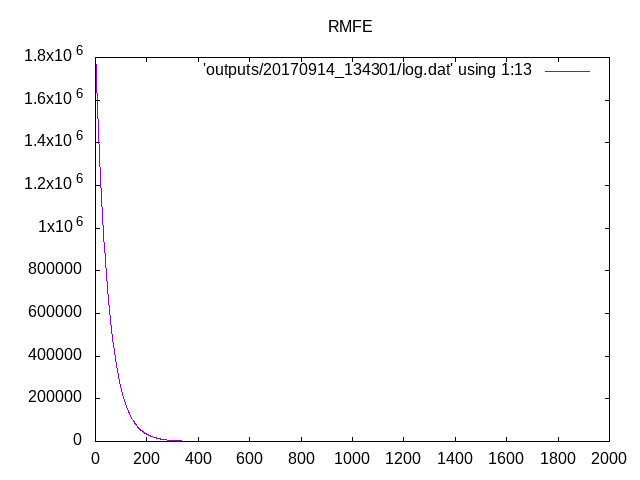 RMFE
'outputs/20170914_134301/log.dat' using 1:13
1.8x10^6
1.6x10^6
1.4x10^6
1.2x10^6
1x10^6
800000
600000
400000
200000
0
0 200 400 600 800 1000 1200 1400 1600 1800 2000